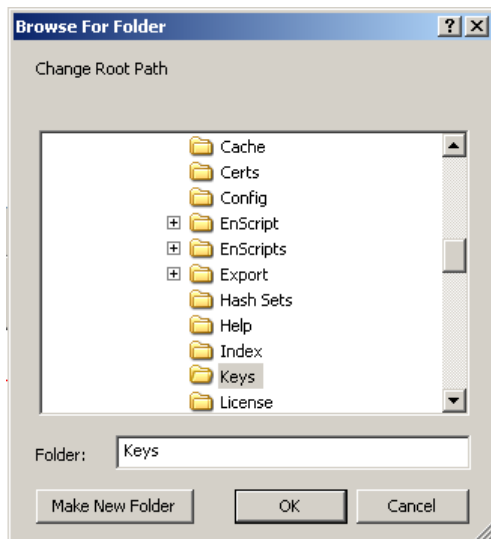 Browse For Folder
Change Root Path
Cache
Certs
Config
EnScript
EnScripts
Export
Hash Sets
Help
Index
Keys
License
Folder: Keys
Make New Folder OK Cancel